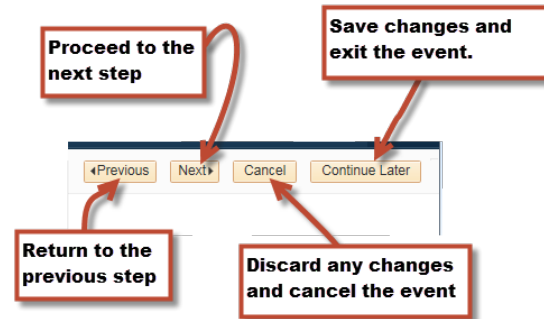 Save changes and
exit the event.
Proceed to the
next step
Previous
Next
Cancel
Continue Later
Return to the
previous step
Discard any changes
and cancel the event